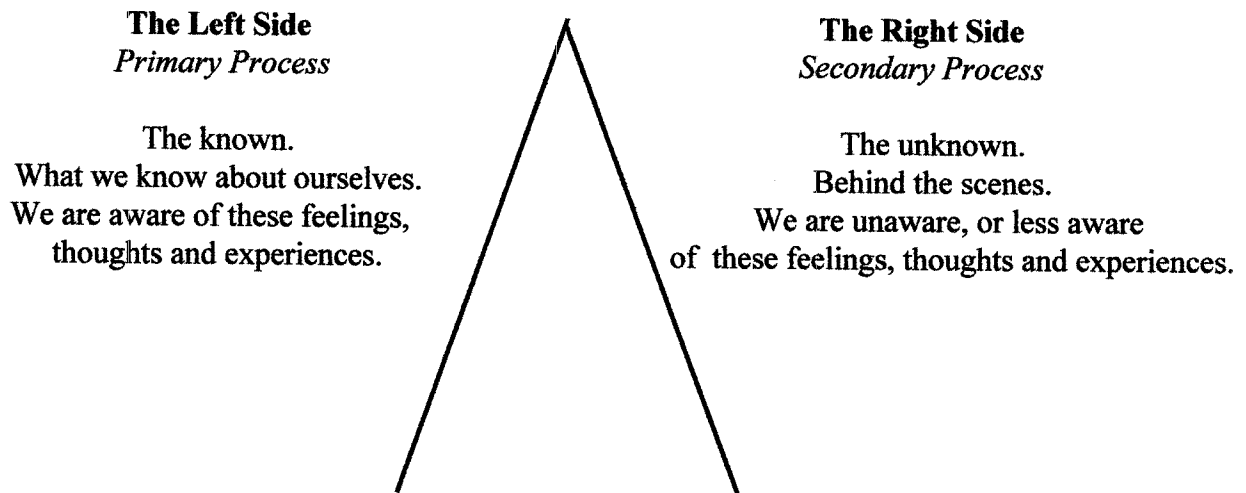 The Left Side
Primary Process
The known.
What we know about ourselves.
We are aware of these feelings,
thoughts and experiences.
The Right Side
Secondary Process
The unknown.
Behind the scenes.
We are unaware, or less aware
of these feelings, thoughts and experiences.